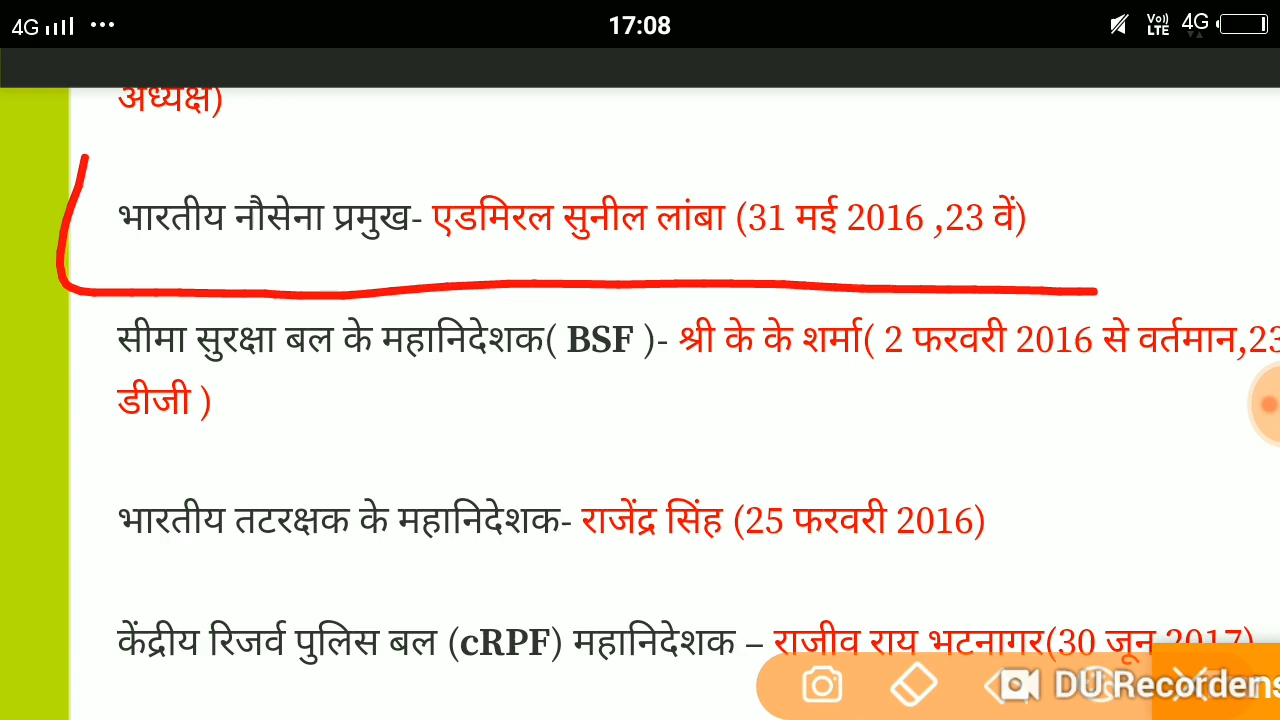 4G 17:08 Vo) LTE 4G
अध्यक्ष)
भारतीय नौसेना प्रमुख- एडमिरल सुनील लांबा (31 मई 2016 ,23 वें)
सीमा सुरक्षा बल के महानिदेशक( BSF )- श्री के के शर्मा( 2 फरवरी 2016 से वर्तमान,23
डीजी )
भारतीय तटरक्षक के महानिदेशक- राजेंद्र सिंह (25 फरवरी 2016)
केंद्रीय रिजर्व पुलिस बल (cRPF) महानिदेशक – राजीव राय भटनागर(30 जून 2017)
DU Recorder